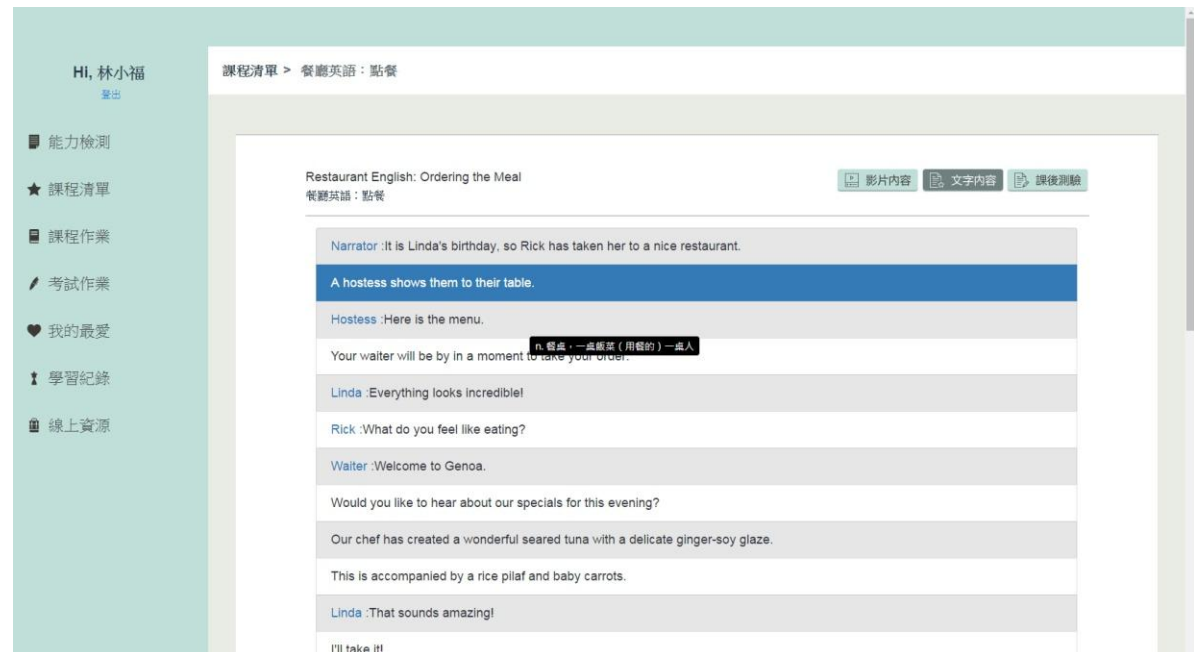 Hi, 林小福
登出
能力檢測
課程清單
課程作業
考試作業
我的最愛
學習紀錄
線上資源
課程清單 > 餐廳英語：點餐
Restaurant English: Ordering the Meal
餐廳英語：點餐
影片內容 文字內容 課後測驗
Narrator :It is Linda's birthday, so Rick has taken her to a nice restaurant.
A hostess shows them to their table.
Hostess :Here is the menu.
n. 餐桌，一桌飯菜 ( 用餐的 ) 一桌人
Your waiter will be by in a moment to take your order.
Linda :Everything looks incredible!
Rick :What do you feel like eating?
Waiter :Welcome to Genoa.
Would you like to hear about our specials for this evening?
Our chef has created a wonderful seared tuna with a delicate ginger-soy glaze.
This is accompanied by a rice pilaf and baby carrots.
Linda :That sounds amazing!
I'll take it!